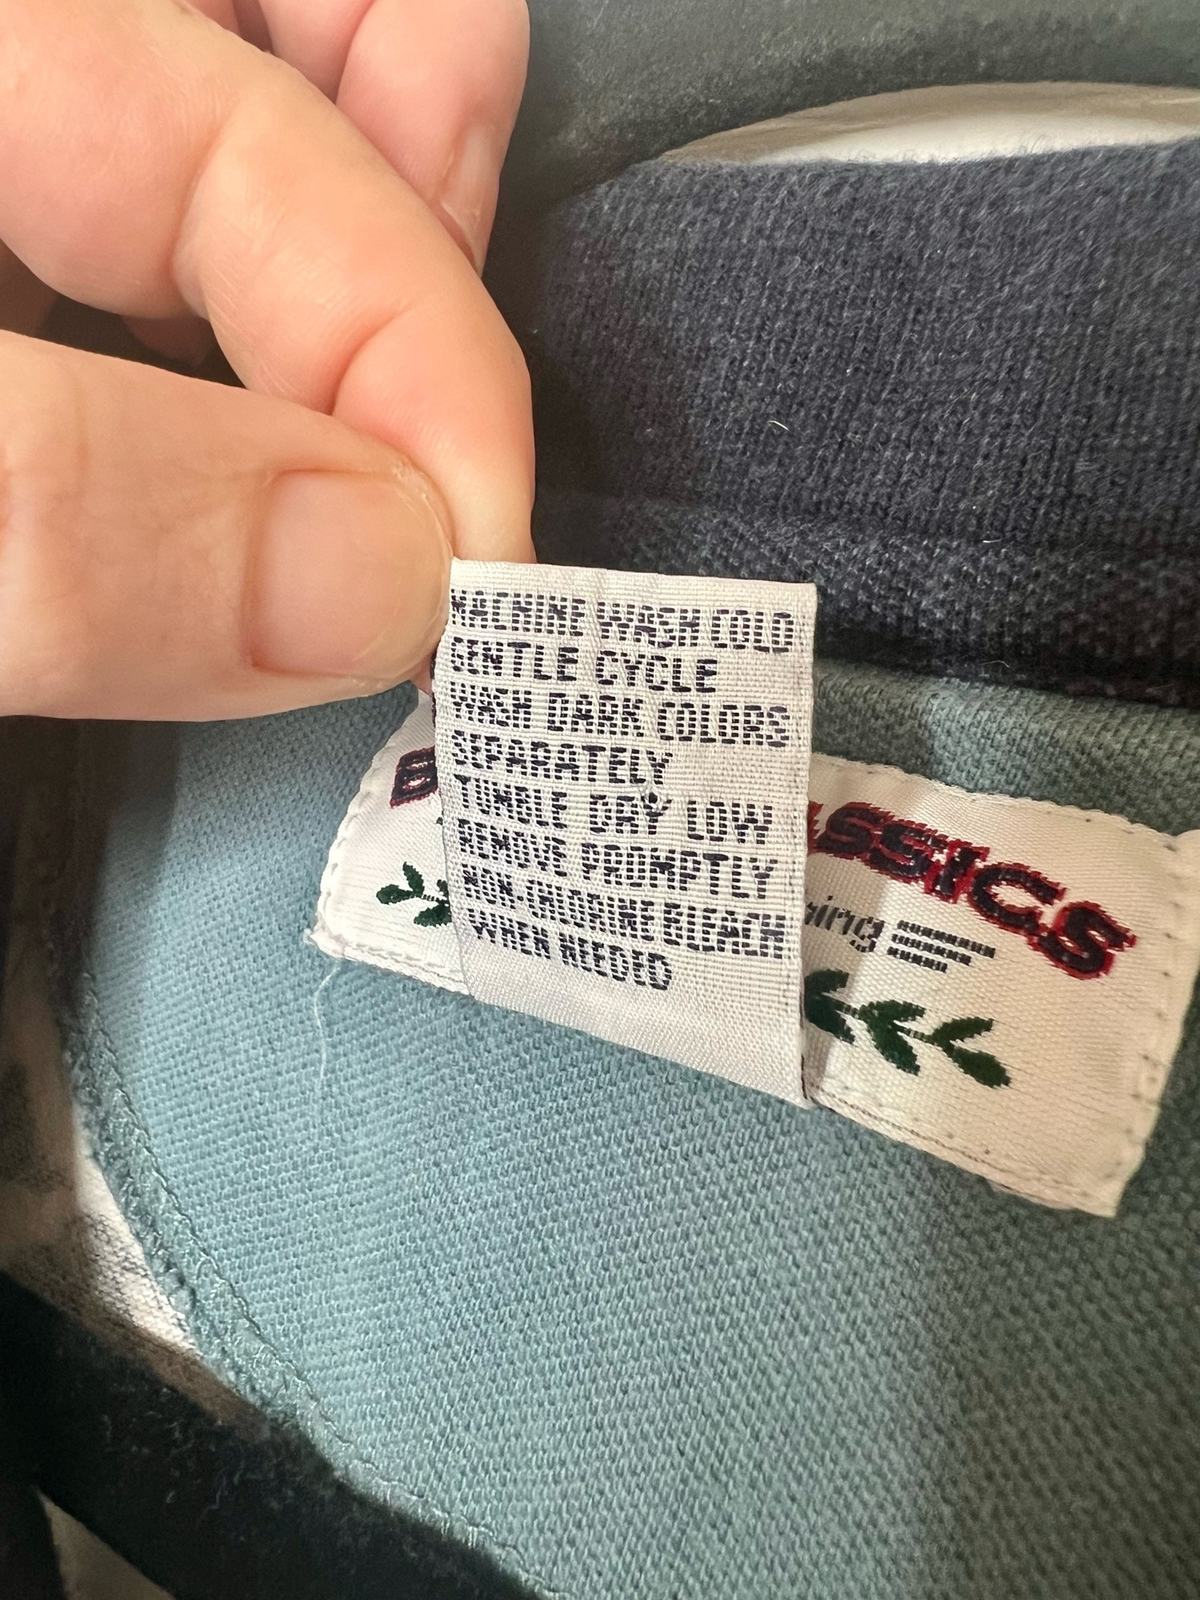 MACHINE WASH COLD
GENTLE CYCLE
WASH DARK COLORS
SEPARATELY
TUMBLE DRY LOW
REMOVE PROMPTLY
NON-CHLORINE BLEACH
WHEN NEEDED